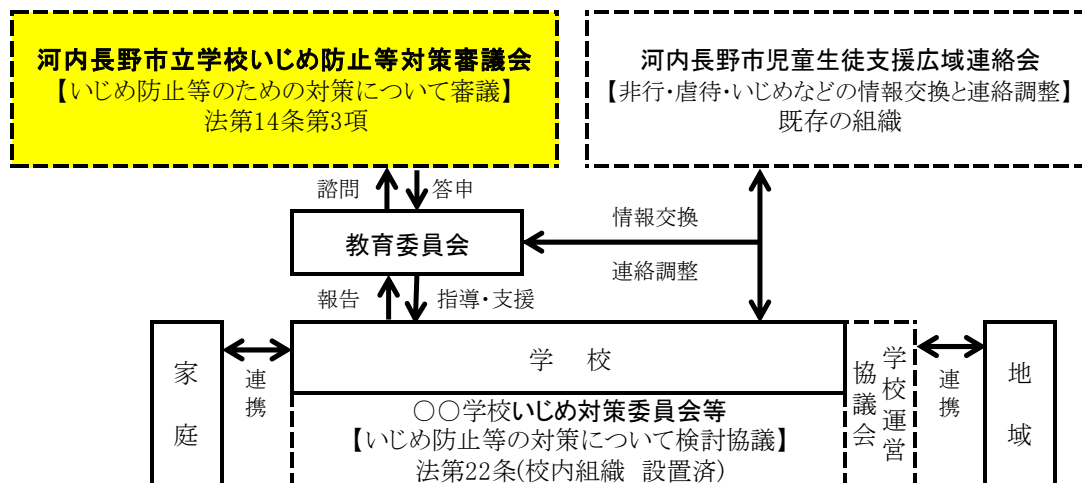 河内長野市立学校いじめ防止等対策審議会
【いじめ防止等のための対策について審議】
法第14条第3項
河内長野市児童生徒支援広域連絡会
【非行・虐待・いじめなどの情報交換と連絡調整】
既存の組織
諮問
答申
教育委員会
情報交換
連絡調整
報告
指導・支援
家庭
連携
学　校
○○学校いじめ対策委員会等
【いじめ防止等の対策について検討協議】
法第22条(校内組織　設置済)
学校運営
協議会
連携
地域